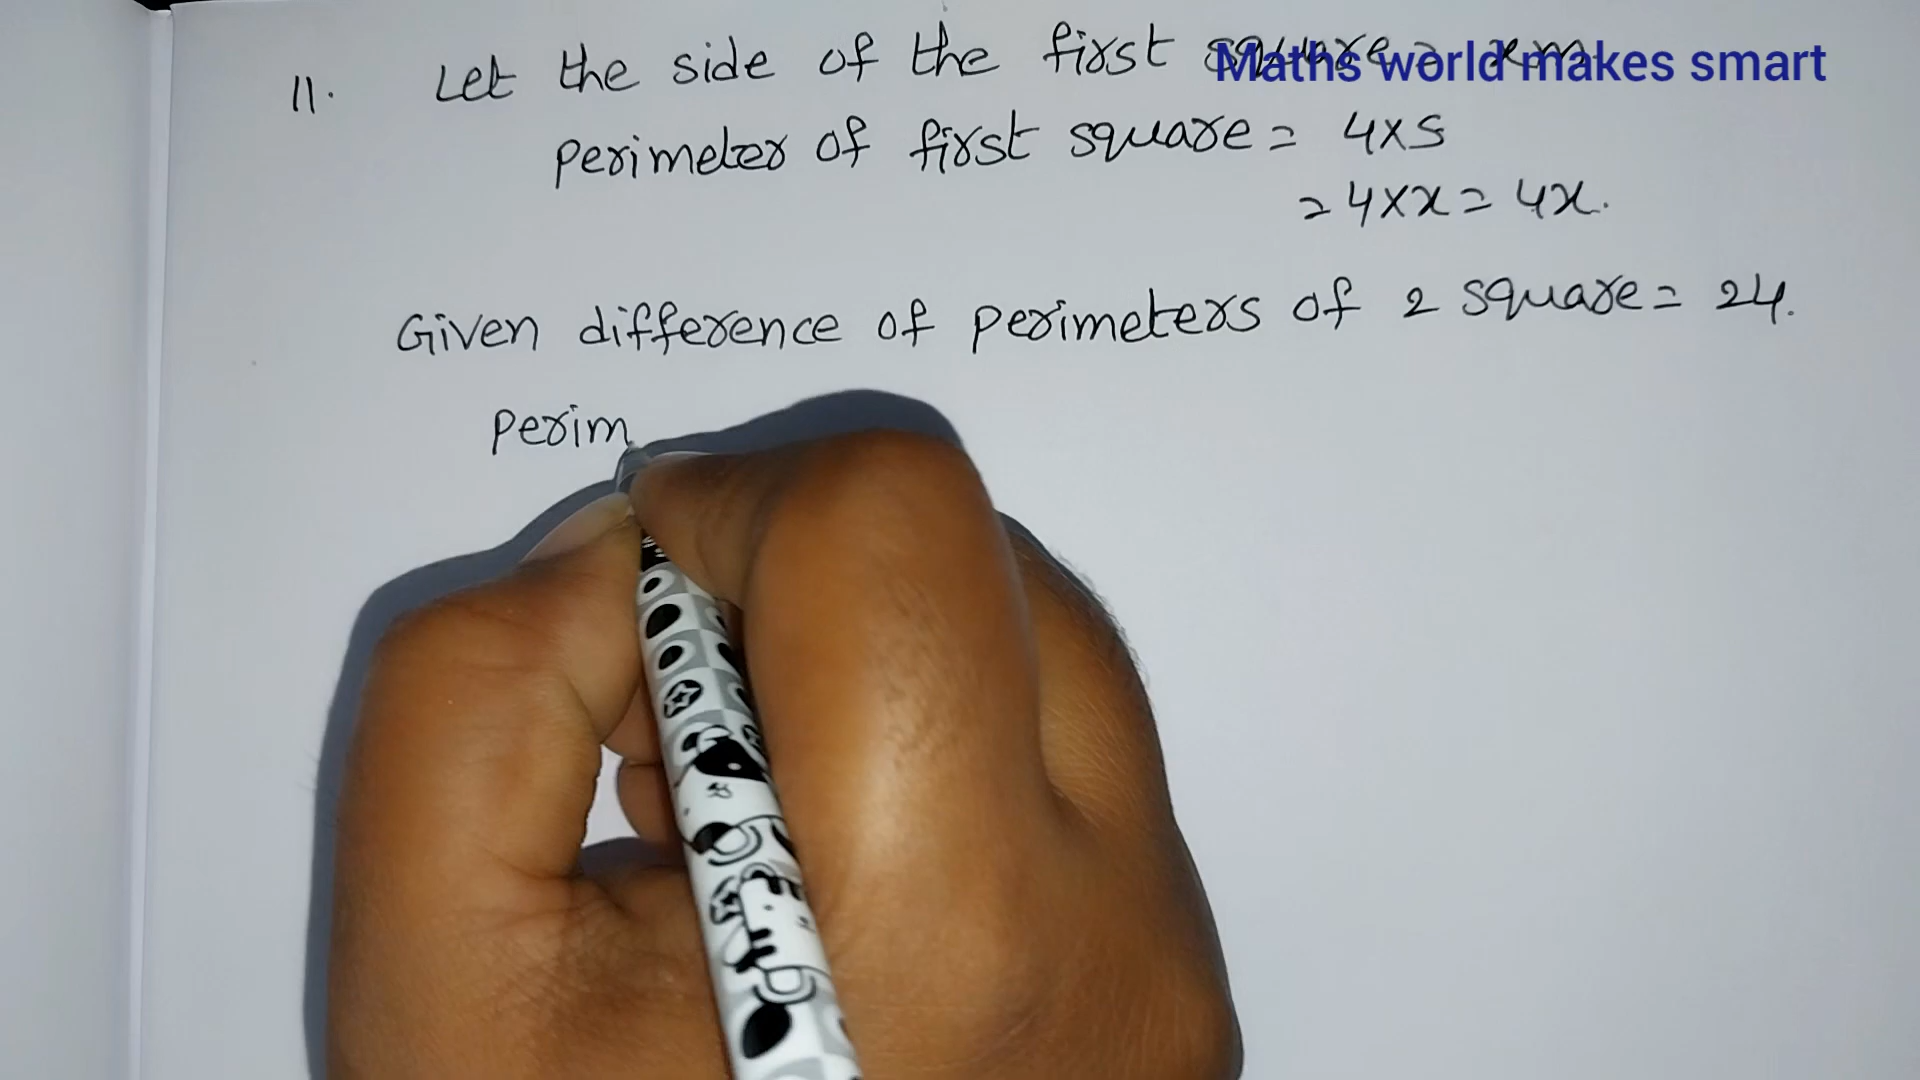 11. Let the side of the first square = x m
Maths world makes smart
perimeter of first square = 4×s
= 4×x = 4x.
Given difference of perimeters of 2 square = 24.
perim